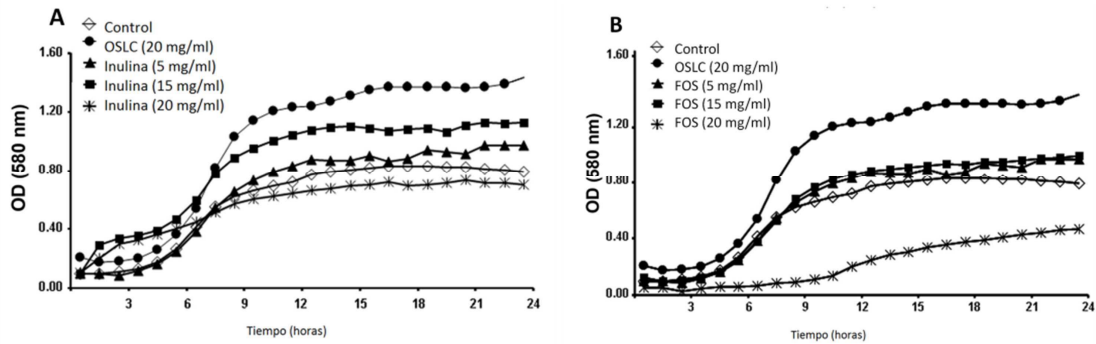 A
Control
OSLC (20 mg/ml)
Inulina (5 mg/ml)
Inulina (15 mg/ml)
Inulina (20 mg/ml)
OD (580 nm)
1.60
1.20
0.80
0.40
0.00
3 6 9 12 15 18 21 24
Tiempo (horas)
B
Control
OSLC (20 mg/ml)
FOS (5 mg/ml)
FOS (15 mg/ml)
FOS (20 mg/ml)
OD (580 nm)
1.60
1.20
0.80
0.40
0.00
3 6 9 12 15 18 21 24
Tiempo (horas)